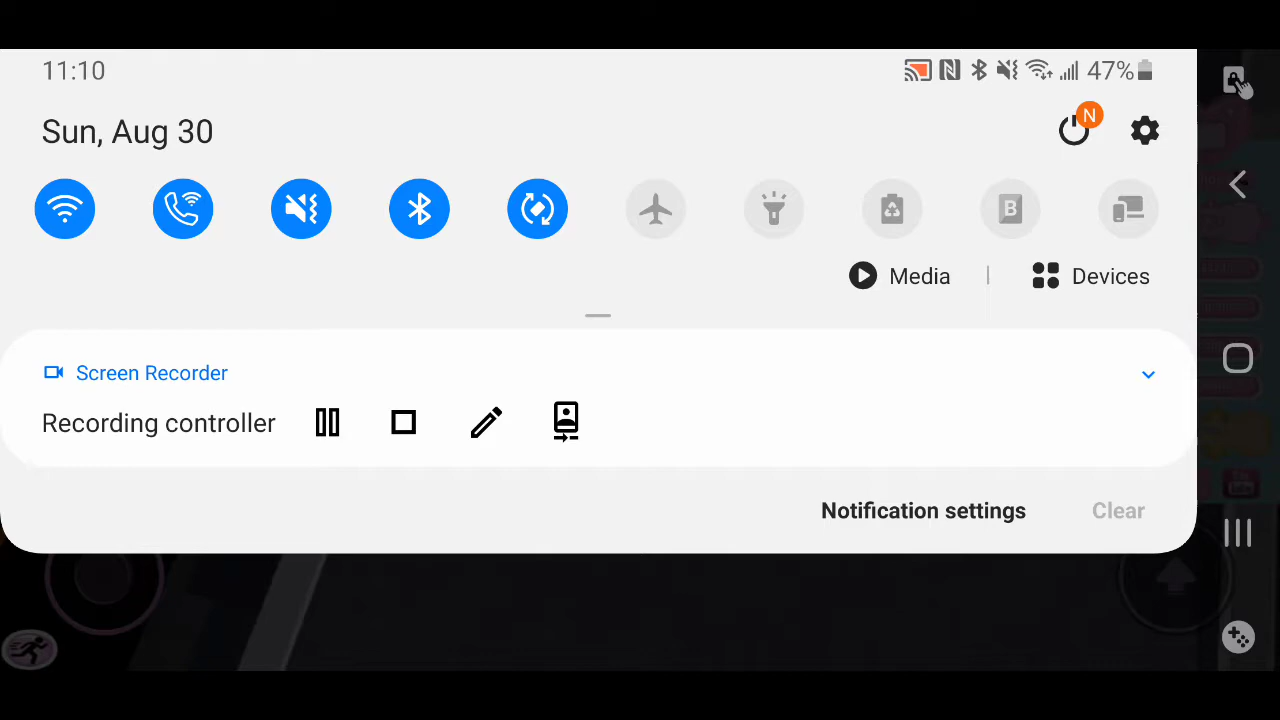 11:10
47%
Sun, Aug 30
N
B
Media | Devices
Screen Recorder
Recording controller
Notification settings
Clear